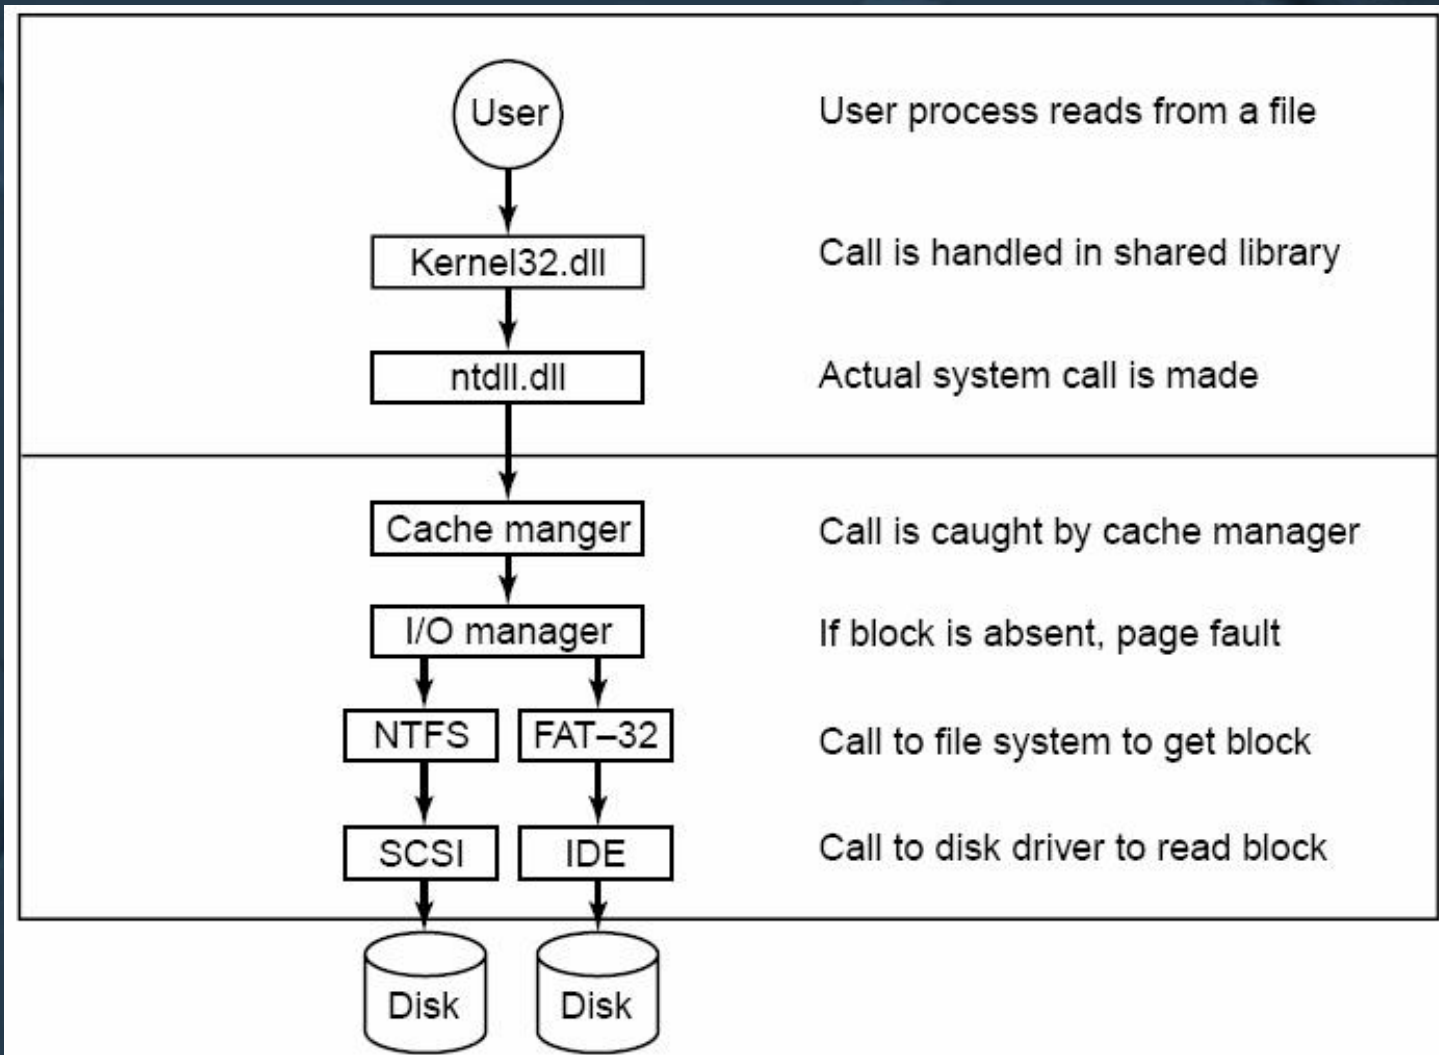 User
User process reads from a file
Kernel32.dll
Call is handled in shared library
ntdll.dll
Actual system call is made
Cache manger
Call is caught by cache manager
I/O manager
If block is absent, page fault
NTFS
FAT–32
Call to file system to get block
SCSI
IDE
Call to disk driver to read block
Disk
Disk